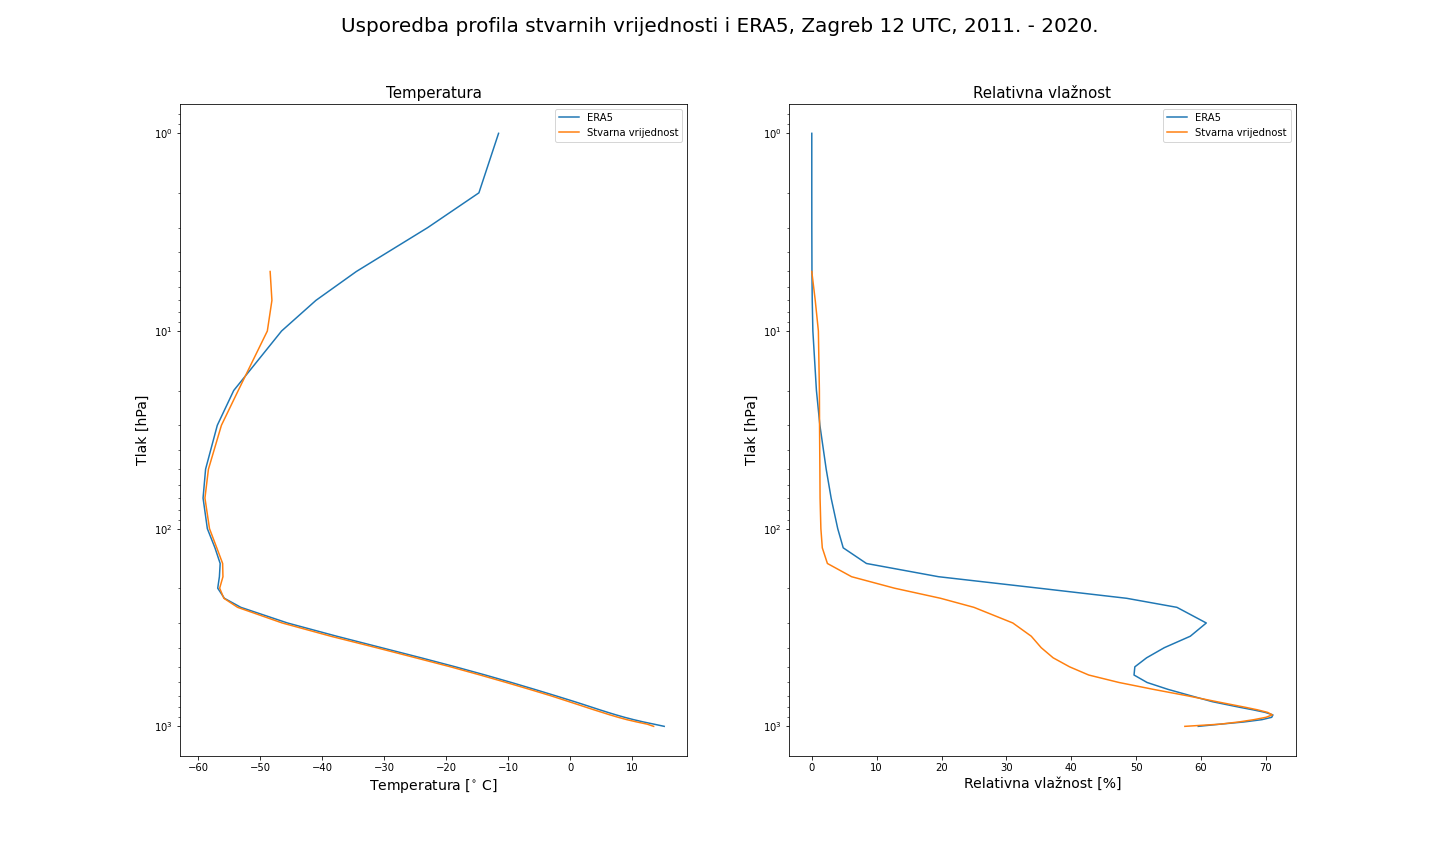 Usporedba profila stvarnih vrijednosti i ERA5, Zagreb 12 UTC, 2011. - 2020.
Temperatura
ERA5
Stvarna vrijednost
10⁰
10¹
10²
10³
Tlak [hPa]
−60 −50 −40 −30 −20 −10 0 10
Temperatura [° C]
Relativna vlažnost
ERA5
Stvarna vrijednost
10⁰
10¹
10²
10³
Tlak [hPa]
0 10 20 30 40 50 60 70
Relativna vlažnost [%]